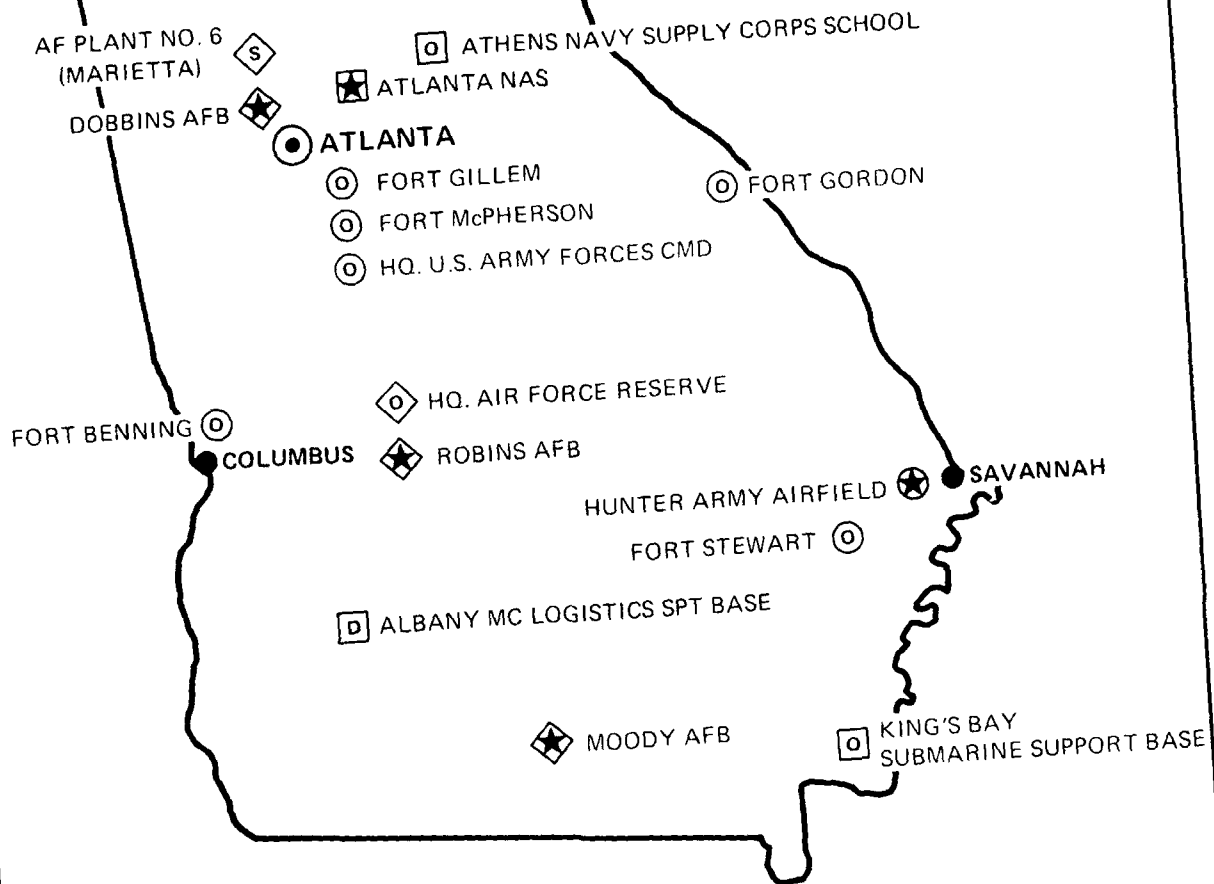 AF PLANT NO. 6
(MARIETTA)
S
O ATHENS NAVY SUPPLY CORPS SCHOOL
ATLANTA NAS
DOBBINS AFB
ATLANTA
O FORT GILLEM
O FORT McPHERSON
O HQ. U.S. ARMY FORCES CMD
O FORT GORDON
O HQ. AIR FORCE RESERVE
FORT BENNING O
COLUMBUS
ROBINS AFB
SAVANNAH
HUNTER ARMY AIRFIELD
FORT STEWART O
D ALBANY MC LOGISTICS SPT BASE
MOODY AFB
O KING'S BAY
SUBMARINE SUPPORT BASE